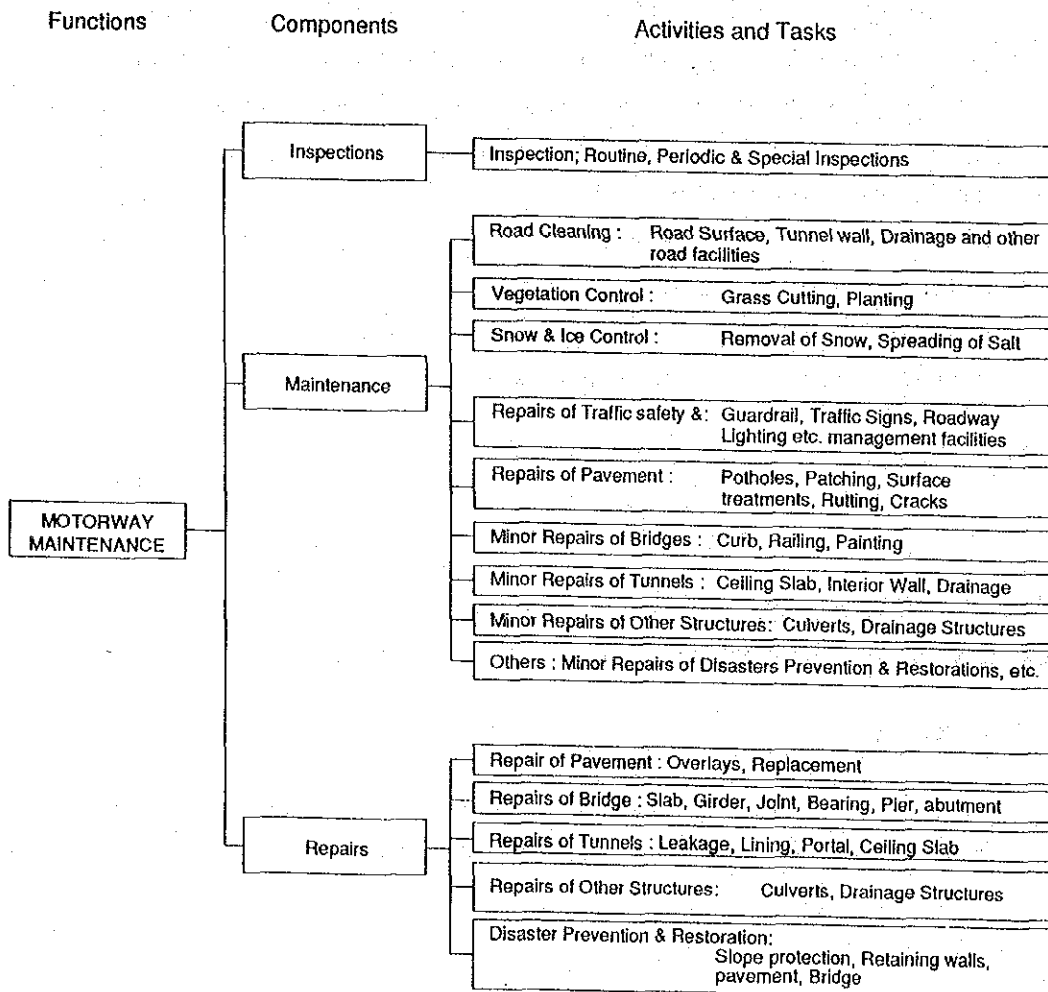 Functions Components Activities and Tasks
Inspections
Inspection; Routine, Periodic & Special Inspections
Road Cleaning : Road Surface, Tunnel wall, Drainage and other
road facilities
Vegetation Control : Grass Cutting, Planting
Snow & Ice Control : Removal of Snow, Spreading of Salt
Maintenance
Repairs of Traffic safety &: Guardrail, Traffic Signs, Roadway
Lighting etc. management facilities
Repairs of Pavement : Potholes, Patching, Surface
treatments, Rutting, Cracks
MOTORWAY
MAINTENANCE
Minor Repairs of Bridges : Curb, Railing, Painting
Minor Repairs of Tunnels : Ceiling Slab, Interior Wall, Drainage
Minor Repairs of Other Structures: Culverts, Drainage Structures
Others : Minor Repairs of Disasters Prevention & Restorations, etc.
Repair of Pavement : Overlays, Replacement
Repairs of Bridge : Slab, Girder, Joint, Bearing, Pier, abutment
Repairs
Repairs of Tunnels : Leakage, Lining, Portal, Ceiling Slab
Repairs of Other Structures: Culverts, Drainage Structures
Disaster Prevention & Restoration:
Slope protection, Retaining walls,
pavement, Bridge